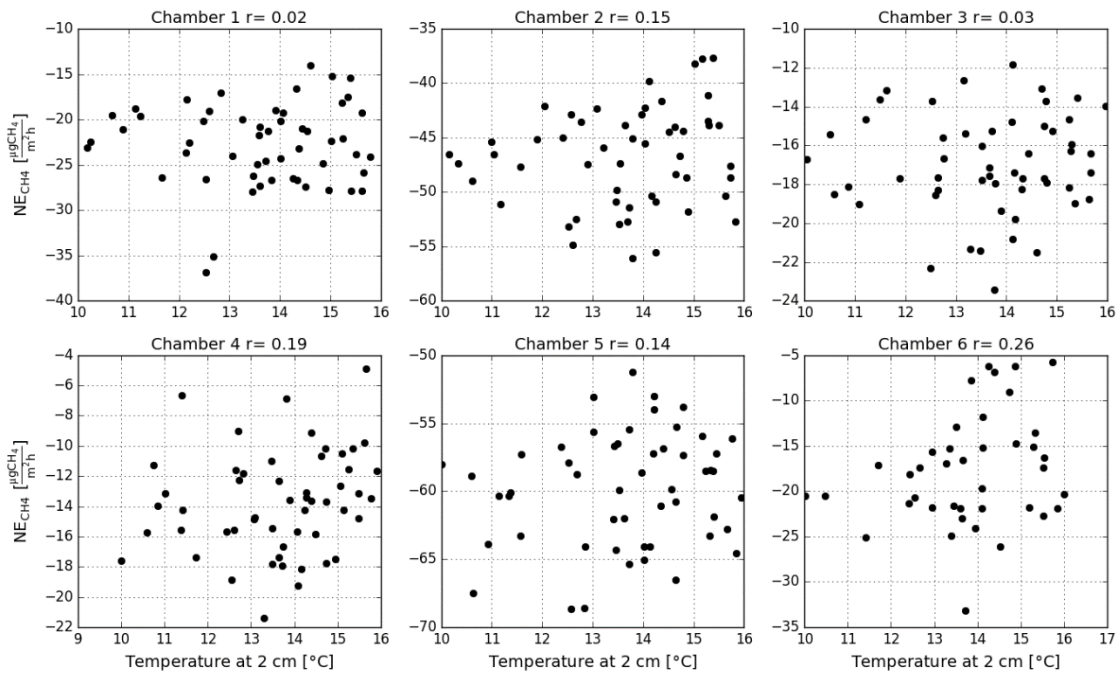 Chamber 1 r= 0.02
Chamber 2 r= 0.15
Chamber 3 r= 0.03
NE_CH4 [µgCH₄/m²h]
−10
−15
−20
−25
−30
−35
−40
10 11 12 13 14 15 16
−35
−40
−45
−50
−55
−60
10 11 12 13 14 15 16
−10
−12
−14
−16
−18
−20
−22
−24
10 11 12 13 14 15 16
Chamber 4 r= 0.19
Chamber 5 r= 0.14
Chamber 6 r= 0.26
NE_CH4 [µgCH₄/m²h]
−4
−6
−8
−10
−12
−14
−16
−18
−20
−22
9 10 11 12 13 14 15 16
Temperature at 2 cm [°C]
−50
−55
−60
−65
−70
10 11 12 13 14 15 16
Temperature at 2 cm [°C]
−5
−10
−15
−20
−25
−30
−35
10 11 12 13 14 15 16 17
Temperature at 2 cm [°C]